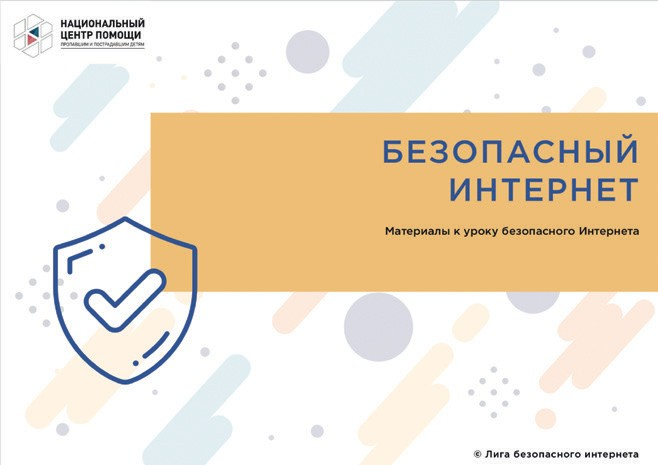 НАЦИОНАЛЬНЫЙ
ЦЕНТР ПОМОЩИ
ПРОПАВШИМ И ПОСТРАДАВШИМ ДЕТЯМ
БЕЗОПАСНЫЙ
ИНТЕРНЕТ
Материалы к уроку безопасного Интернета
© Лига безопасного интернета